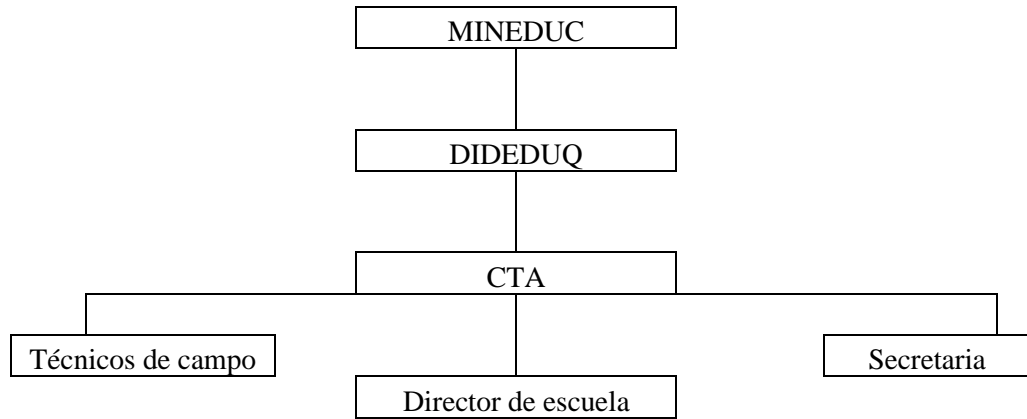 MINEDUC
DIDEDUQ
CTA
Técnicos de campo
Secretaria
Director de escuela